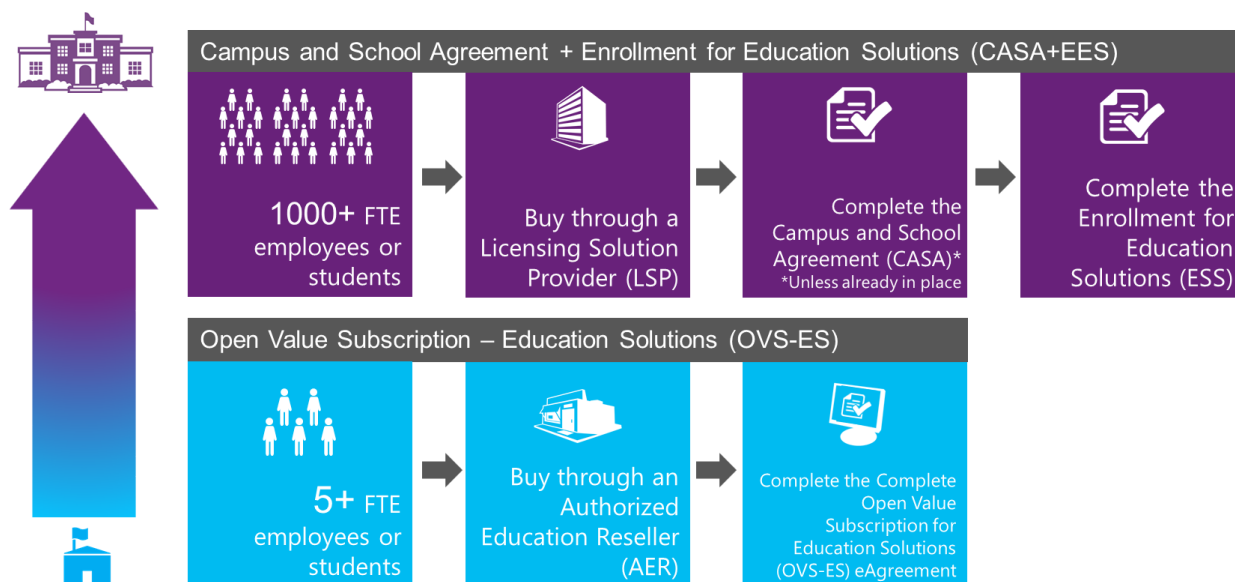 Campus and School Agreement + Enrollment for Education Solutions (CASA+EES)
1000+ FTE
employees or
students
Buy through a
Licensing Solution
Provider (LSP)
Complete the
Campus and School
Agreement (CASA)*
*Unless already in place
Complete the
Enrollment for
Education
Solutions (ESS)
Open Value Subscription – Education Solutions (OVS-ES)
5+ FTE
employees or
students
Buy through an
Authorized
Education Reseller
(AER)
Complete the Complete
Open Value
Subscription for
Education Solutions
(OVS-ES) eAgreement